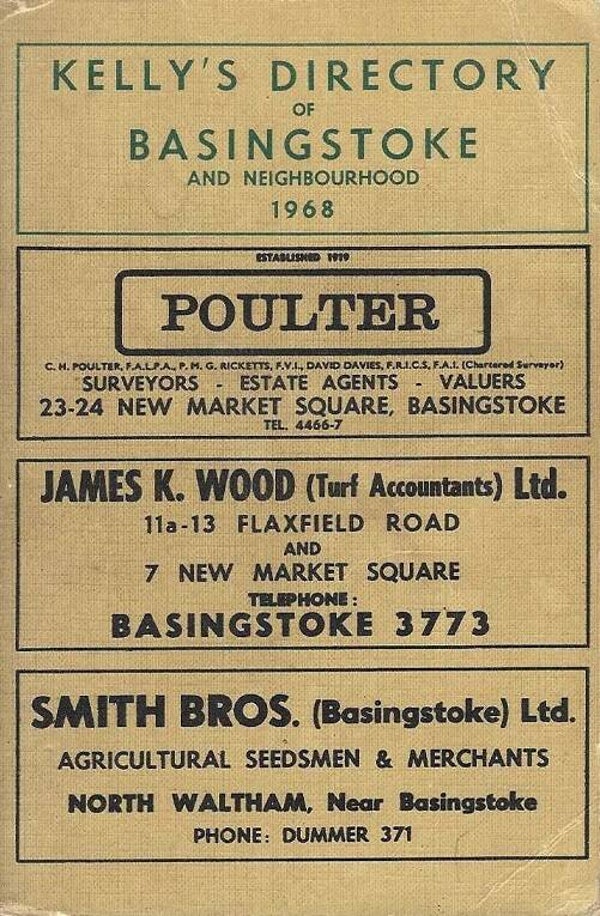 KELLY'S DIRECTORY
OF
BASINGSTOKE
AND NEIGHBOURHOOD
1968
ESTABLISHED 1919
POULTER
C. H. POULTER, F.A.L.P.A., P. H. G. RICKETTS, F.V.I., DAVID DAVIES, F.R.I.C.S, F.A.I. (Chartered Surveyor)
SURVEYORS - ESTATE AGENTS - VALUERS
23-24 NEW MARKET SQUARE, BASINGSTOKE
TEL. 4466-7
JAMES K. WOOD (Turf Accountants) Ltd.
11a-13 FLAXFIELD ROAD
AND
7 NEW MARKET SQUARE
TELEPHONE:
BASINGSTOKE 3773
SMITH BROS. (Basingstoke) Ltd.
AGRICULTURAL SEEDSMEN & MERCHANTS
NORTH WALTHAM, Near Basingstoke
PHONE: DUMMER 371